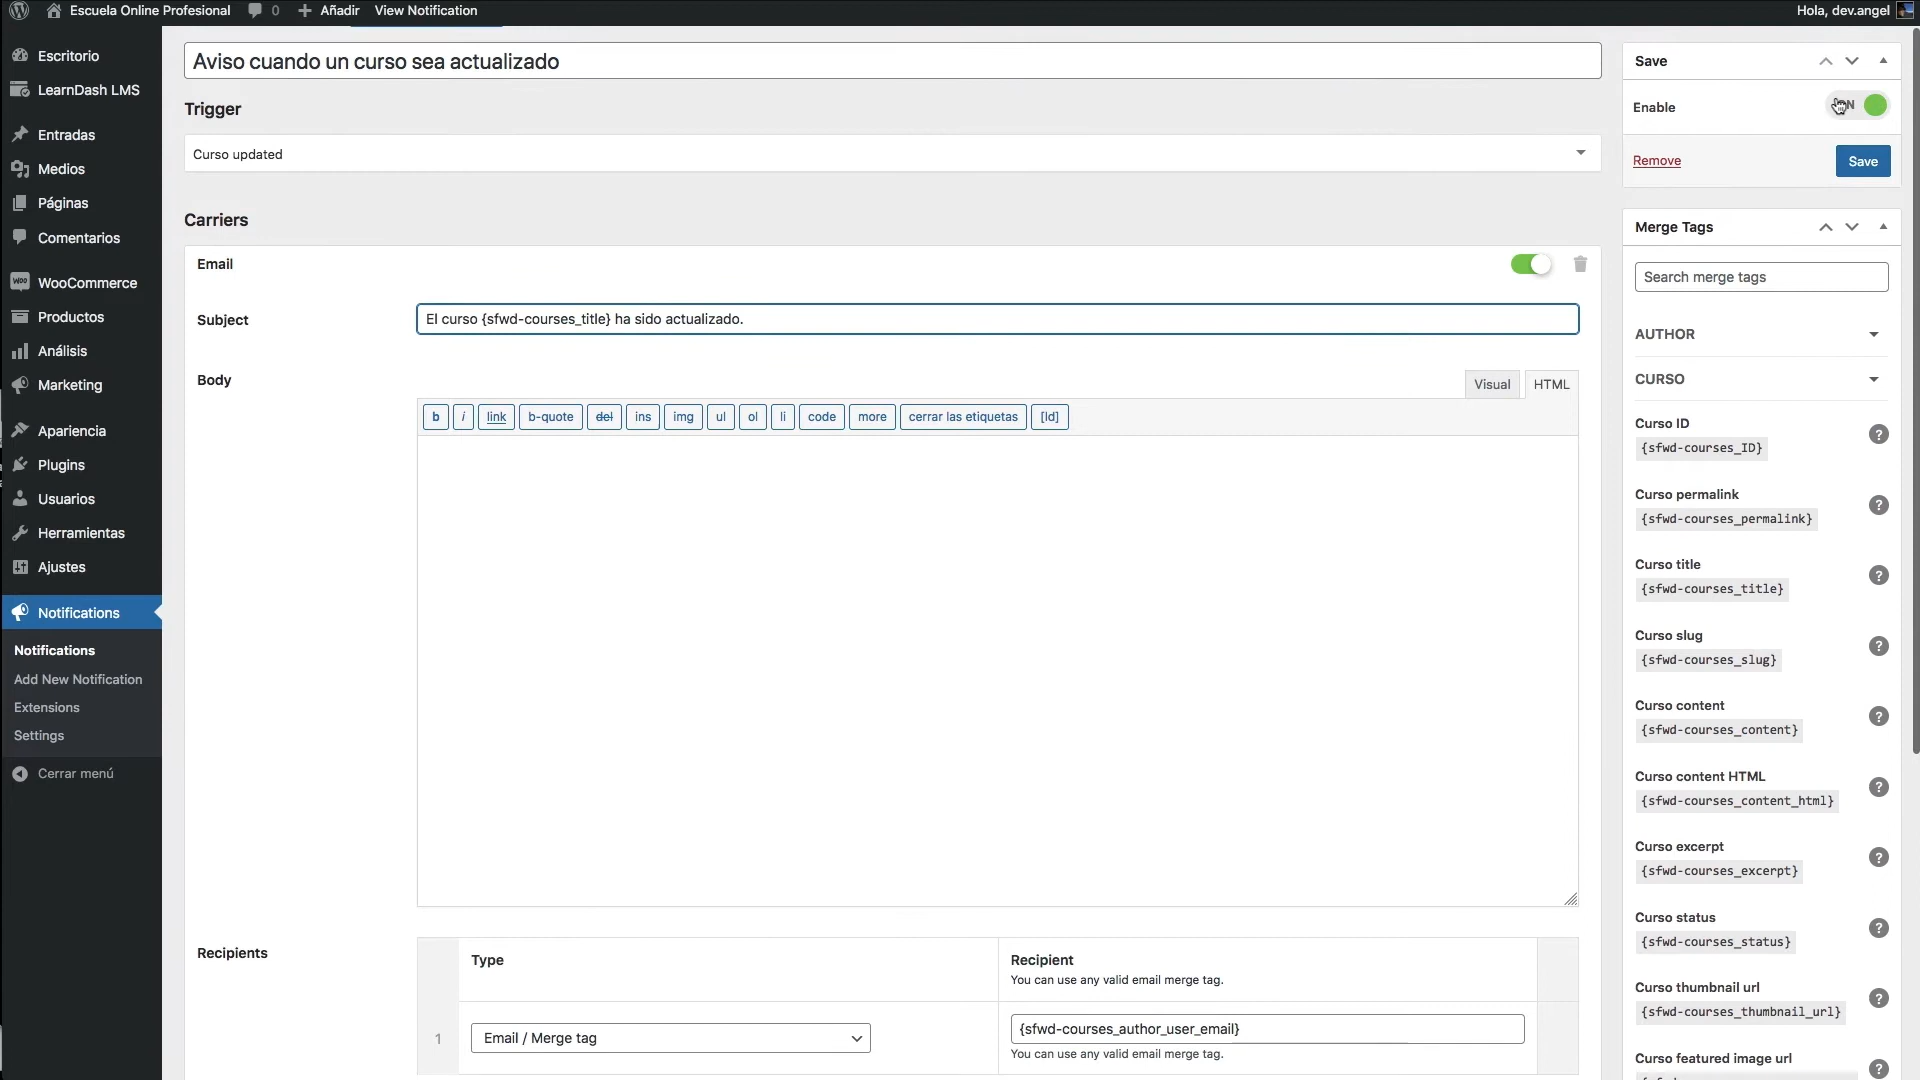 Escuela Online Profesional 0 Añadir View Notification Hola, dev.angel
Escritorio
LearnDash LMS
Entradas
Medios
Páginas
Comentarios
WooCommerce
Productos
Análisis
Marketing
Apariencia
Plugins
Usuarios
Herramientas
Ajustes
Notifications
Notifications
Add New Notification
Extensions
Settings
Cerrar menú
Aviso cuando un curso sea actualizado
Trigger
Curso updated
Carriers
Email
Subject
El curso {sfwd-courses_title} ha sido actualizado.
Body
Visual HTML
b i link b-quote del ins img ul ol li code more cerrar las etiquetas [ld]
Recipients
Type
Recipient
You can use any valid email merge tag.
1
Email / Merge tag
{sfwd-courses_author_user_email}
You can use any valid email merge tag.
Save
Enable
Remove
Save
Merge Tags
Search merge tags
AUTHOR
CURSO
Curso ID
{sfwd-courses_ID}
Curso permalink
{sfwd-courses_permalink}
Curso title
{sfwd-courses_title}
Curso slug
{sfwd-courses_slug}
Curso content
{sfwd-courses_content}
Curso content HTML
{sfwd-courses_content_html}
Curso excerpt
{sfwd-courses_excerpt}
Curso status
{sfwd-courses_status}
Curso thumbnail url
{sfwd-courses_thumbnail_url}
Curso featured image url